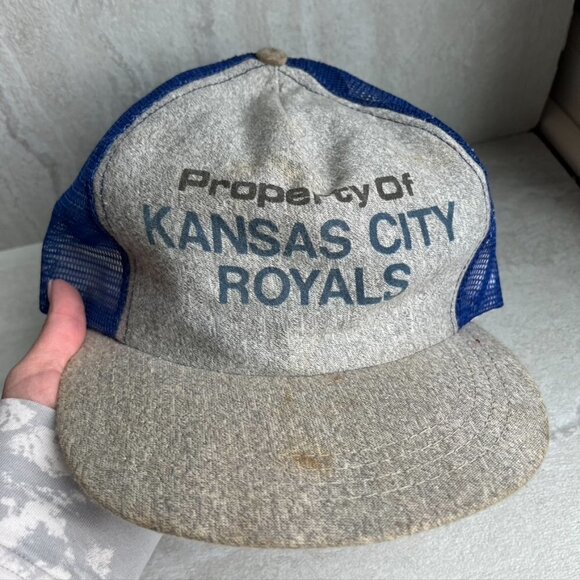 Property Of
KANSAS CITY
ROYALS